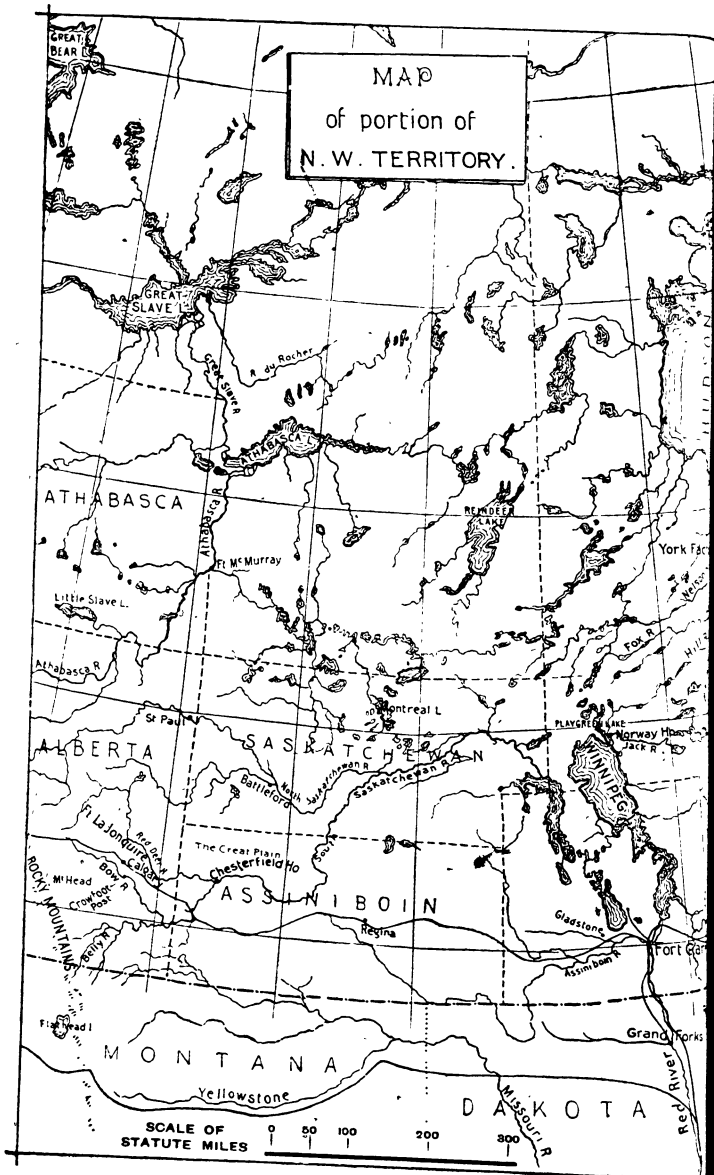 GREAT
BEAR L
MAP
of portion of
N. W. TERRITORY.
GREAT
SLAVE L
R du Rocher
Great Slave R
ATHABASCA L
ATHABASCA
Athabasca R
REINDEER
LAKE
York Fac
Ft McMurray
Nelson
Little Slave L.
Fox R
Hill R
Athabasca R
Montreal L
St Paul
PLAYGREEN LAKE
Norway Ho
Jack R
ALBERTA
SASKATCHEWAN
WINNIPEG
Battleford
North Saskatchewan R
South Saskatchewan R
Ft La Jonquire
Red Deer R
The Great Plain
Calgary
Chesterfield Ho
ROCKY MOUNTAINS
Mt Head
Bow R
Crowfoot
Post
ASSINIBOIN
Gladstone
Regina
Belly R
Fort Gar
Assiniboin R
Flathead l
Grand Forks
MONTANA
Yellowstone
Missouri R
DAKOTA
Red River
SCALE OF
STATUTE MILES
0 50 100 200 300